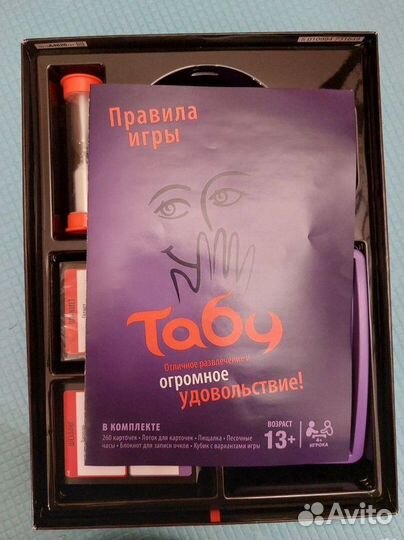 Правила
игры
Табу
Отличное развлечение и
огромное
удовольствие!
В КОМПЛЕКТЕ
260 карточек • Лоток для карточек • Пищалка • Песочные
часы • Блокнот для записи очков • Кубик с вариантами игры
ВОЗРАСТ
13+
4+
ИГРОКА
Avito